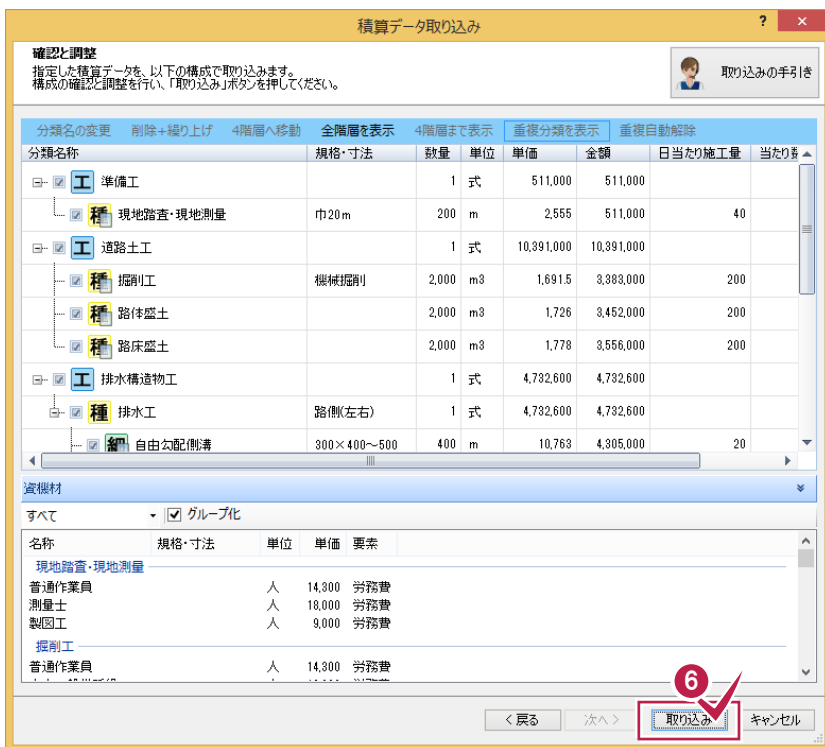 積算データ取り込み ? ×
確認と調整
指定した積算データを、以下の構成で取り込みます。
構成の確認と調整を行い、「取り込み」ボタンを押してください。
取り込みの手引き
分類名の変更 削除+繰り上げ 4階層へ移動 全階層を表示 4階層まで表示 重複分類を表示 重複自動解除
分類名称 規格・寸法 数量 単位 単価 金額 日当たり施工量 当たり
工 準備工 1 式 511,000 511,000
種 現地踏査・現地測量 巾20m 200 m 2,555 511,000 40
工 道路土工 1 式 10,391,000 10,391,000
種 掘削工 機械掘削 2,000 m3 1,691.5 3,383,000 200
種 路体盛土 2,000 m3 1,726 3,452,000 200
種 路床盛土 2,000 m3 1,778 3,556,000 200
工 排水構造物工 1 式 4,732,600 4,732,600
種 排水工 路側(左右) 1 式 4,732,600 4,732,600
細 自由勾配側溝 300×400~500 400 m 10,763 4,305,000 20
資機材
すべて グループ化
名称 規格・寸法 単位 単価 要素
現地踏査・現地測量
普通作業員 人 14,300 労務費
測量士 人 18,000 労務費
製図工 人 9,000 労務費
掘削工
普通作業員 人 14,300 労務費
6
<戻る 次へ> 取り込み キャンセル